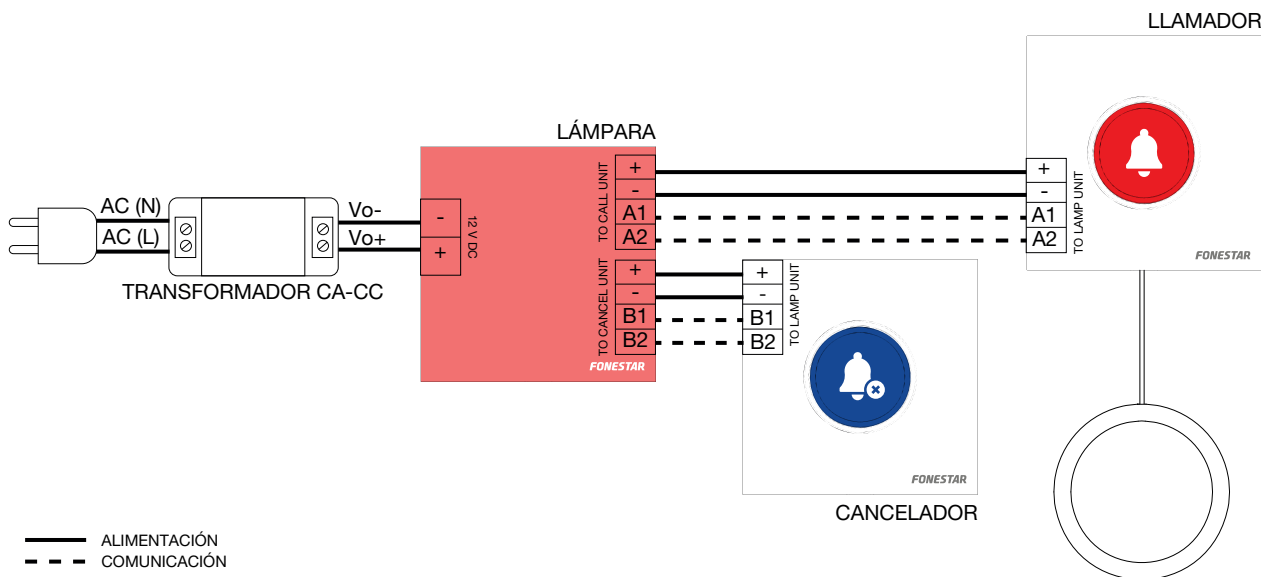 LLAMADOR
+
-
A1
A2
TO LAMP UNIT
FONESTAR
LÁMPARA
+
-
A1
A2
TO CALL UNIT
AC (N)
AC (L)
Vo-
Vo+
-
+
12 V DC
TRANSFORMADOR CA-CC
+
-
B1
B2
TO CANCEL UNIT
FONESTAR
+
-
B1
B2
TO LAMP UNIT
FONESTAR
CANCELADOR
ALIMENTACIÓN
COMUNICACIÓN